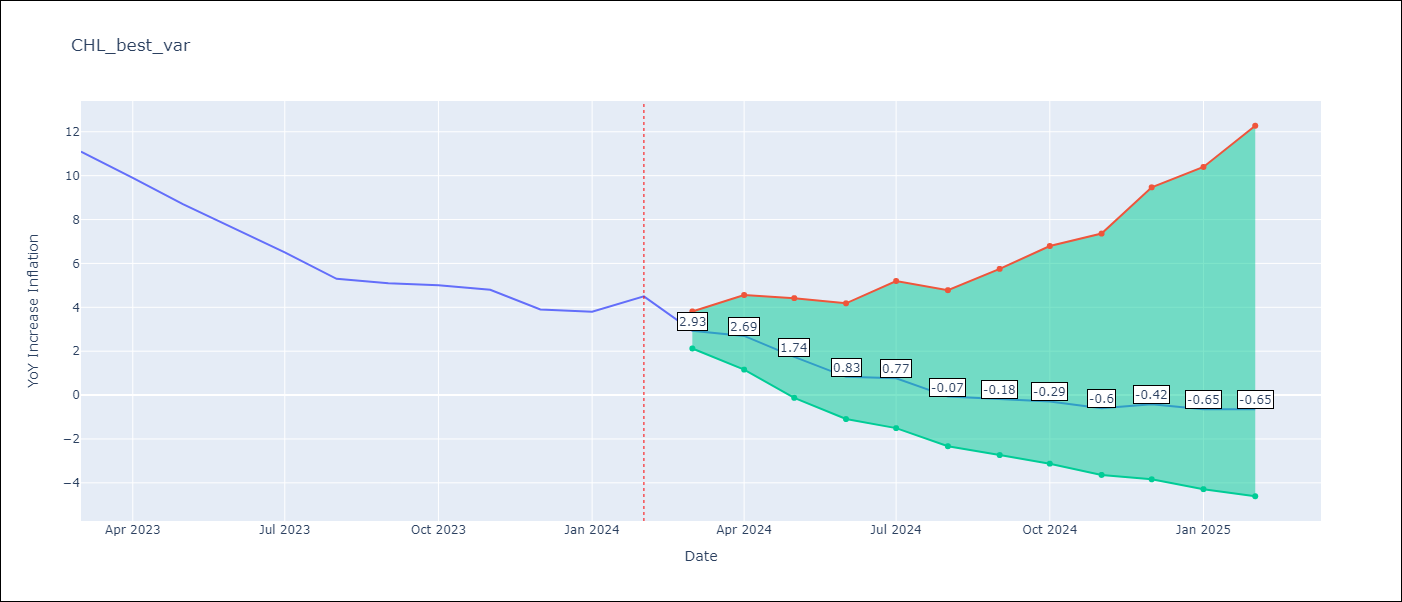 CHL_best_var
YoY Increase Inflation
12
10
8
6
4
2
0
−2
−4
2.93
2.69
1.74
0.83
0.77
-0.07
-0.18
-0.29
-0.6
-0.42
-0.65
-0.65
Apr 2023
Jul 2023
Oct 2023
Jan 2024
Apr 2024
Jul 2024
Oct 2024
Jan 2025
Date